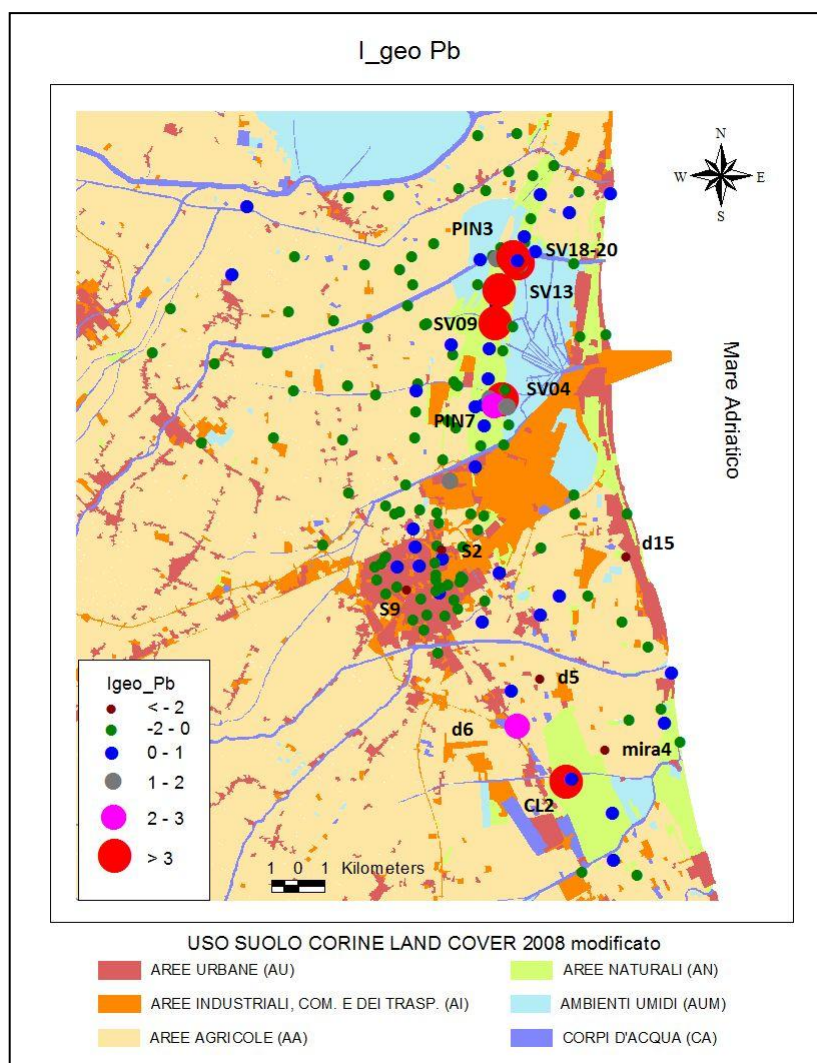 I_geo Pb
N
W E
S
PIN3
SV18-20
SV13
SV09
Mare Adriatico
SV04
PIN7
S2
d15
S9
d5
d6
mira4
CL2
Igeo_Pb
< - 2
-2 - 0
0 - 1
1 - 2
2 - 3
> 3
1 0 1 Kilometers
USO SUOLO CORINE LAND COVER 2008 modificato
AREE URBANE (AU)
AREE NATURALI (AN)
AREE INDUSTRIALI, COM. E DEI TRASP. (AI)
AMBIENTI UMIDI (AUM)
AREE AGRICOLE (AA)
CORPI D'ACQUA (CA)